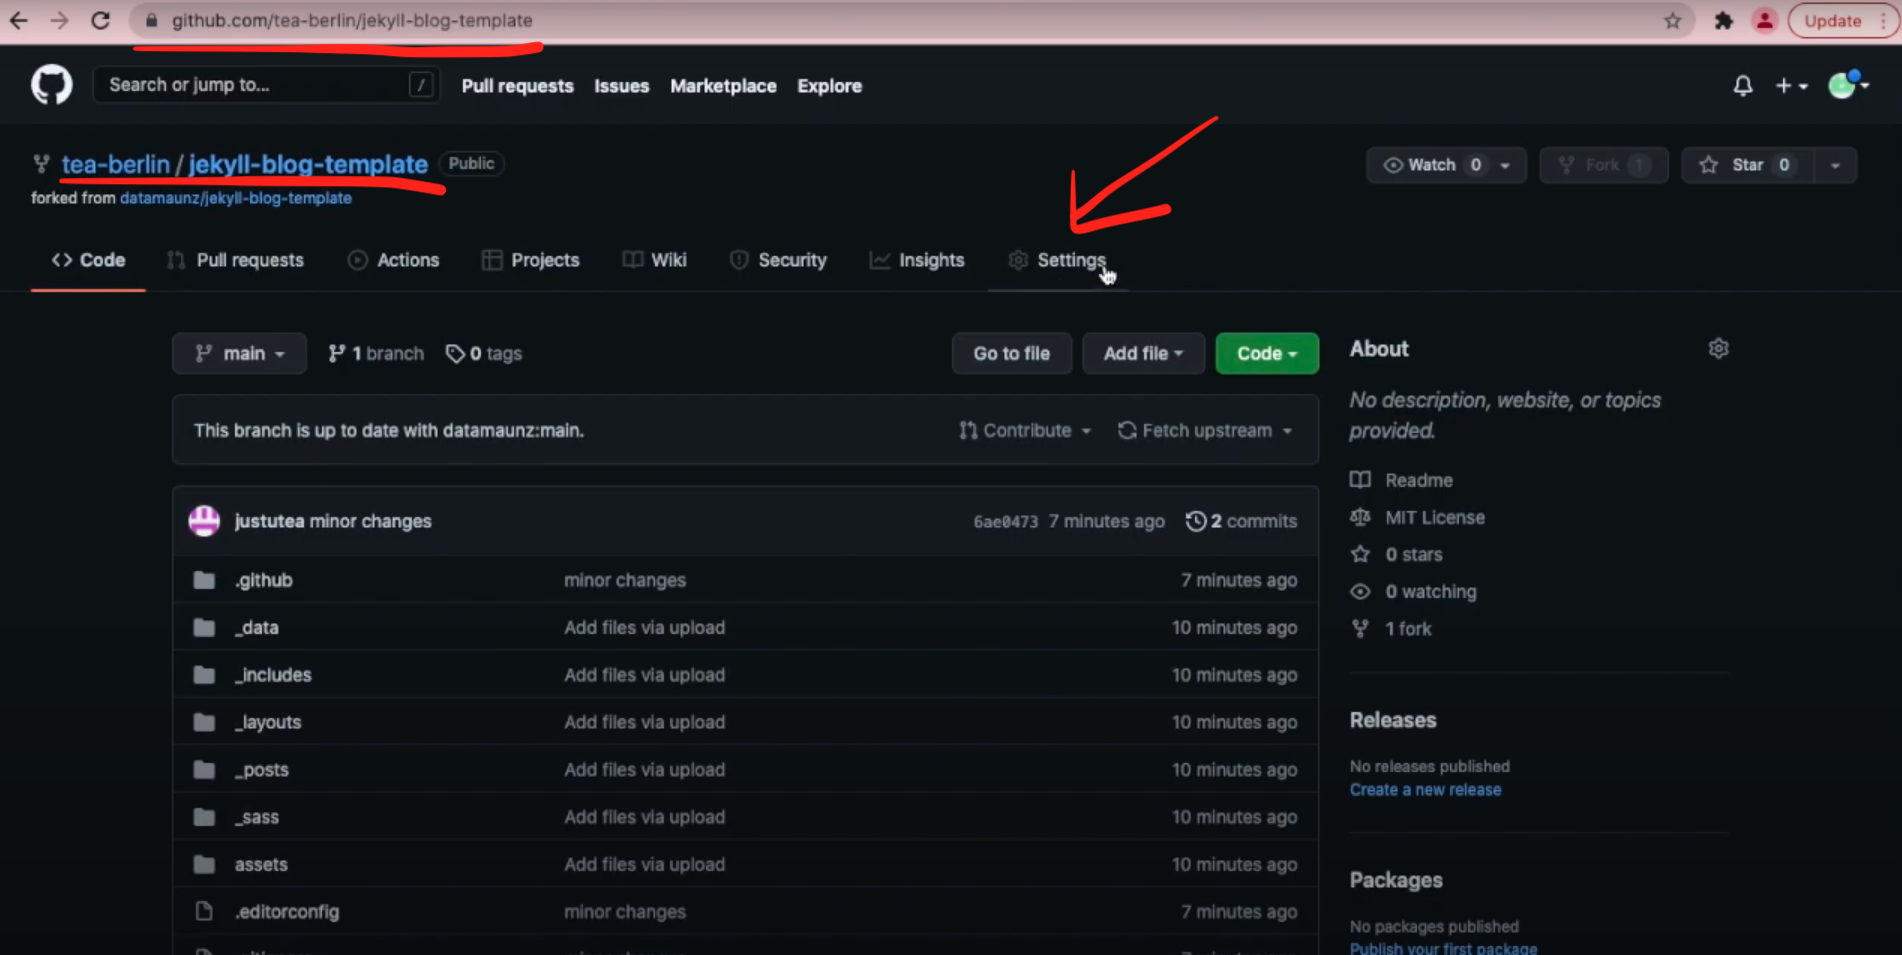 github.com/tea-berlin/jekyll-blog-template
Update
Search or jump to... /
Pull requests Issues Marketplace Explore
tea-berlin / jekyll-blog-template Public
Watch 0 Fork 1 Star 0
forked from datamaunz/jekyll-blog-template
Code Pull requests Actions Projects Wiki Security Insights Settings
main 1 branch 0 tags Go to file Add file Code
This branch is up to date with datamaunz:main. Contribute Fetch upstream
justutea minor changes 6ae0473 7 minutes ago 2 commits
.github minor changes 7 minutes ago
_data Add files via upload 10 minutes ago
_includes Add files via upload 10 minutes ago
_layouts Add files via upload 10 minutes ago
_posts Add files via upload 10 minutes ago
_sass Add files via upload 10 minutes ago
assets Add files via upload 10 minutes ago
.editorconfig minor changes 7 minutes ago
About
No description, website, or topics
provided.
Readme
MIT License
0 stars
0 watching
1 fork
Releases
No releases published
Create a new release
Packages
No packages published
Publish your first package